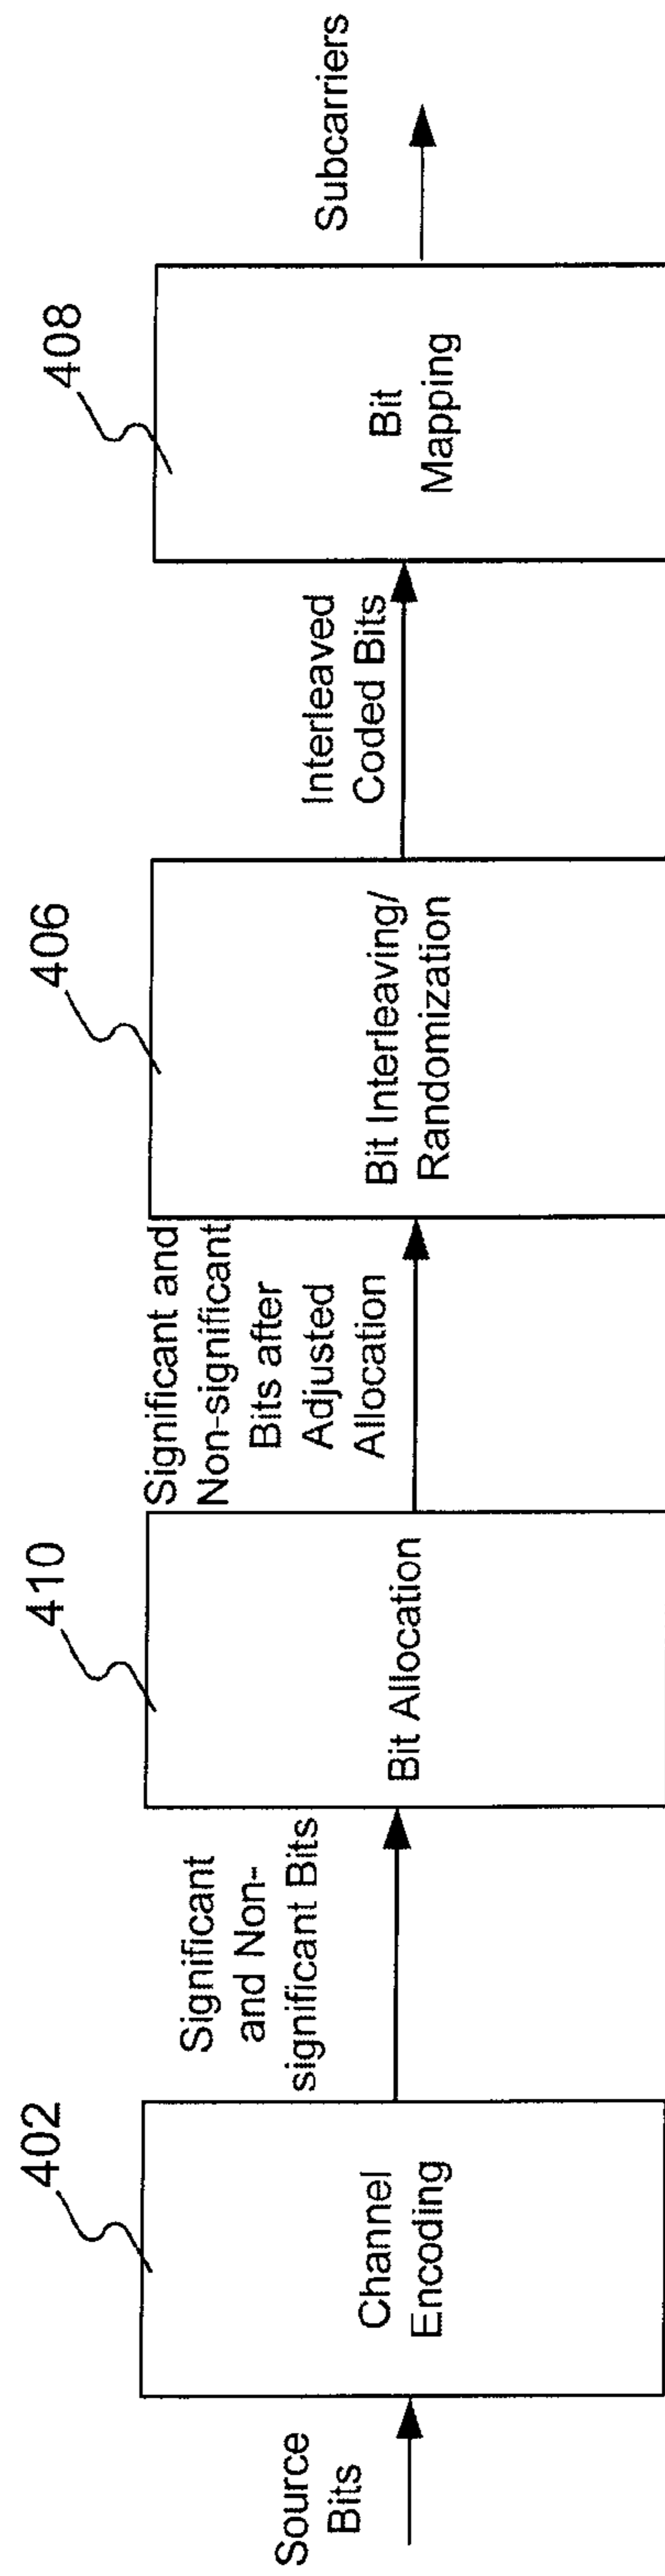 Source
Bits
402
Channel
Encoding
Significant
and Non-
significant Bits
410
Bit Allocation
Significant and
Non-significant
Bits after
Adjusted
Allocation
406
Bit Interleaving/
Randomization
Interleaved
Coded Bits
408
Bit
Mapping
Subcarriers